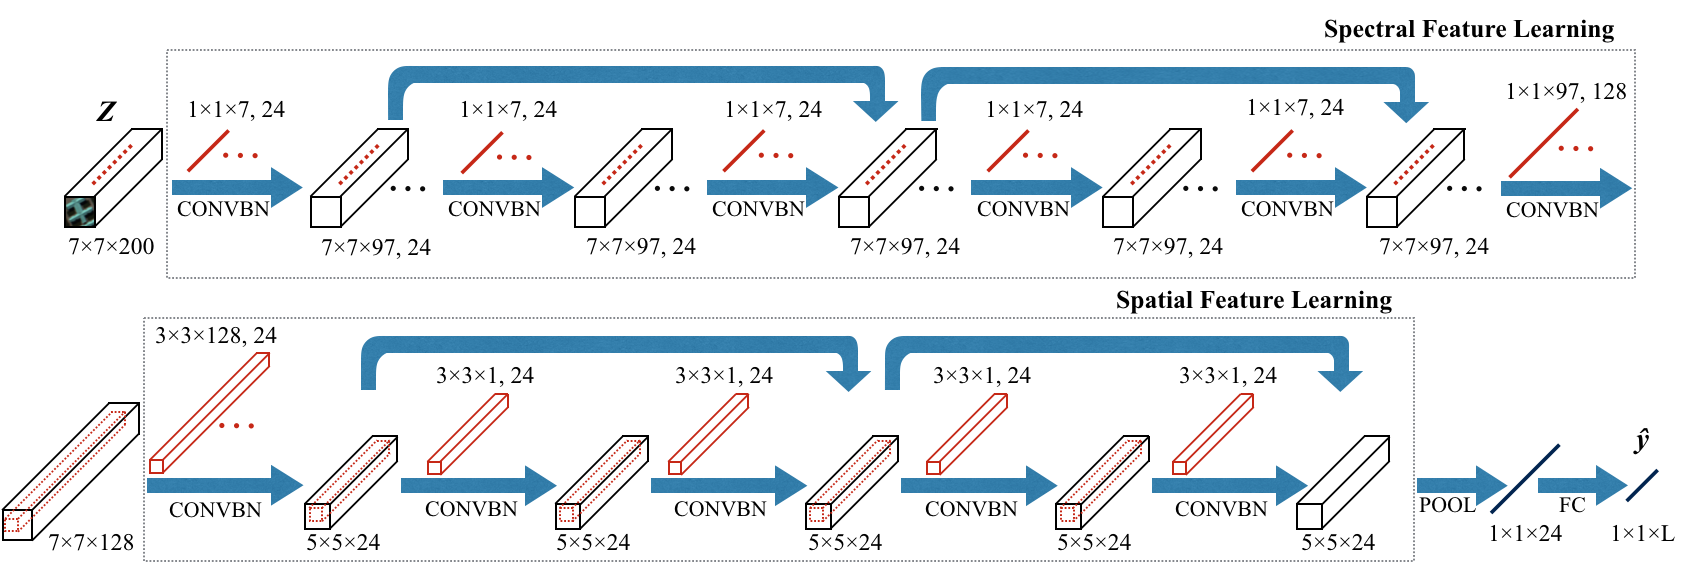 Spectral Feature Learning
Z
1×1×7, 24
1×1×7, 24
1×1×7, 24
1×1×7, 24
1×1×7, 24
1×1×97, 128
CONVBN
CONVBN
CONVBN
CONVBN
CONVBN
CONVBN
7×7×200
7×7×97, 24
7×7×97, 24
7×7×97, 24
7×7×97, 24
7×7×97, 24
Spatial Feature Learning
3×3×128, 24
3×3×1, 24
3×3×1, 24
3×3×1, 24
3×3×1, 24
ŷ
CONVBN
CONVBN
CONVBN
CONVBN
CONVBN
POOL
FC
7×7×128
5×5×24
5×5×24
5×5×24
5×5×24
5×5×24
1×1×24
1×1×L